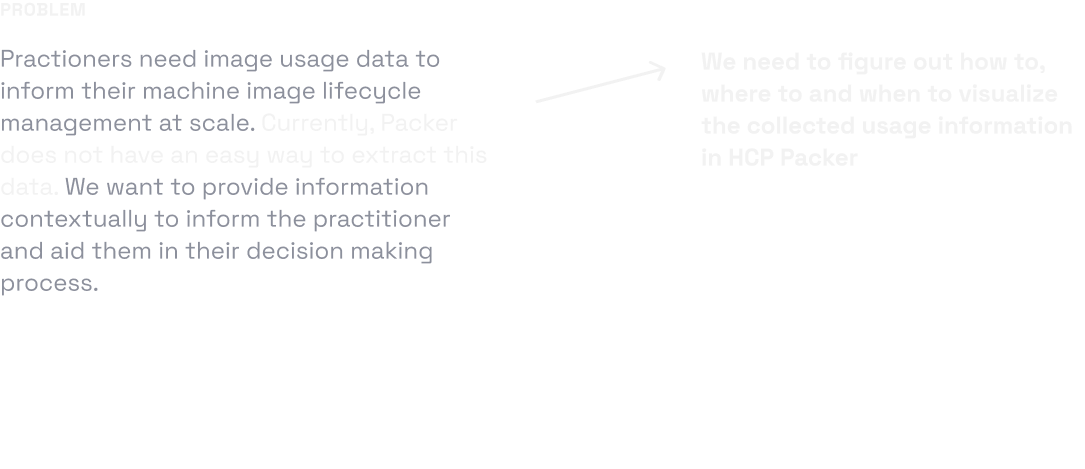 PROBLEM
Practioners need image usage data to
inform their machine image lifecycle
management at scale. Currently, Packer
does not have an easy way to extract this
data. We want to provide information
contextually to inform the practitioner
and aid them in their decision making
process.
We need to figure out how to,
where to and when to visualize
the collected usage information
in HCP Packer